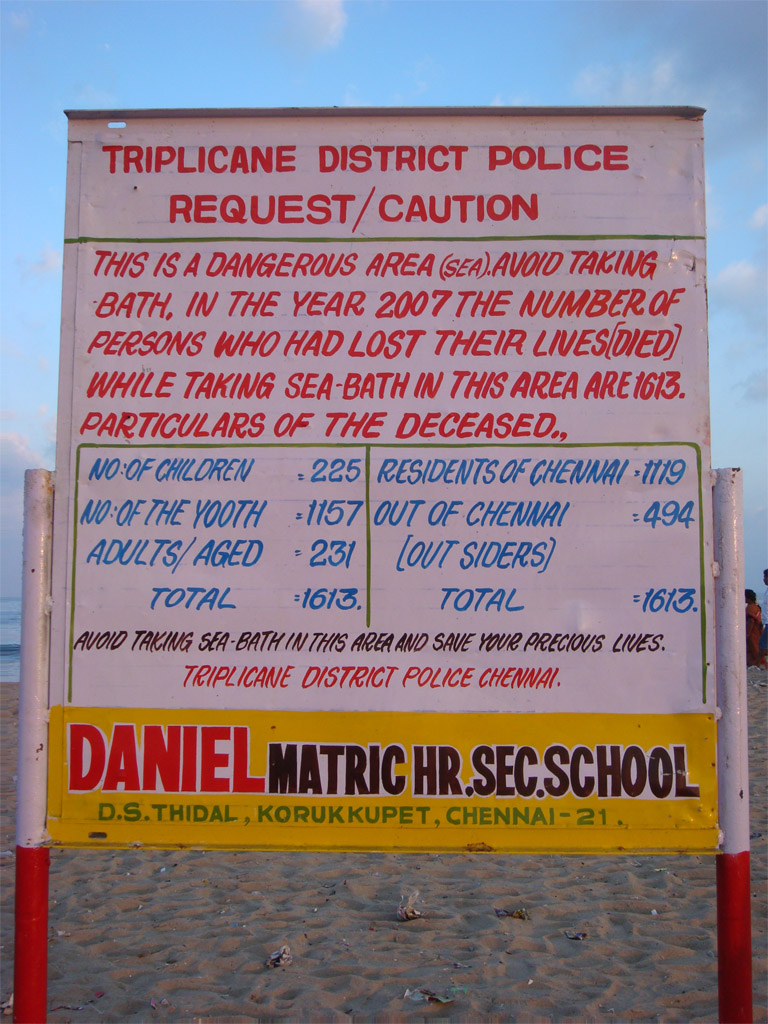 TRIPLICANE DISTRICT POLICE
REQUEST/CAUTION
THIS IS A DANGEROUS AREA (SEA). AVOID TAKING
BATH, IN THE YEAR 2007 THE NUMBER OF
PERSONS WHO HAD LOST THEIR LIVES[DIED]
WHILE TAKING SEA-BATH IN THIS AREA ARE 1613.
PARTICULARS OF THE DECEASED.,
NO:OF CHILDREN = 225 RESIDENTS OF CHENNAI = 1119
NO:OF THE YOOTH = 1157 OUT OF CHENNAI = 494
ADULTS/AGED = 231 [OUT SIDERS]
TOTAL = 1613. TOTAL = 1613.
AVOID TAKING SEA-BATH IN THIS AREA AND SAVE YOUR PRECIOUS LIVES.
TRIPLICANE DISTRICT POLICE CHENNAI.
DANIEL MATRIC HR.SEC.SCHOOL
D.S.THIDAL, KORUKKUPET, CHENNAI-21.